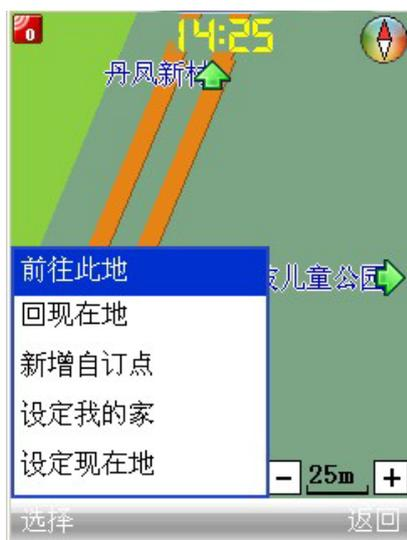 0
14:25
丹凤新村
儿童公园
前往此地
回现在地
新增自订点
设定我的家
设定现在地
- 25m +
选择 返回